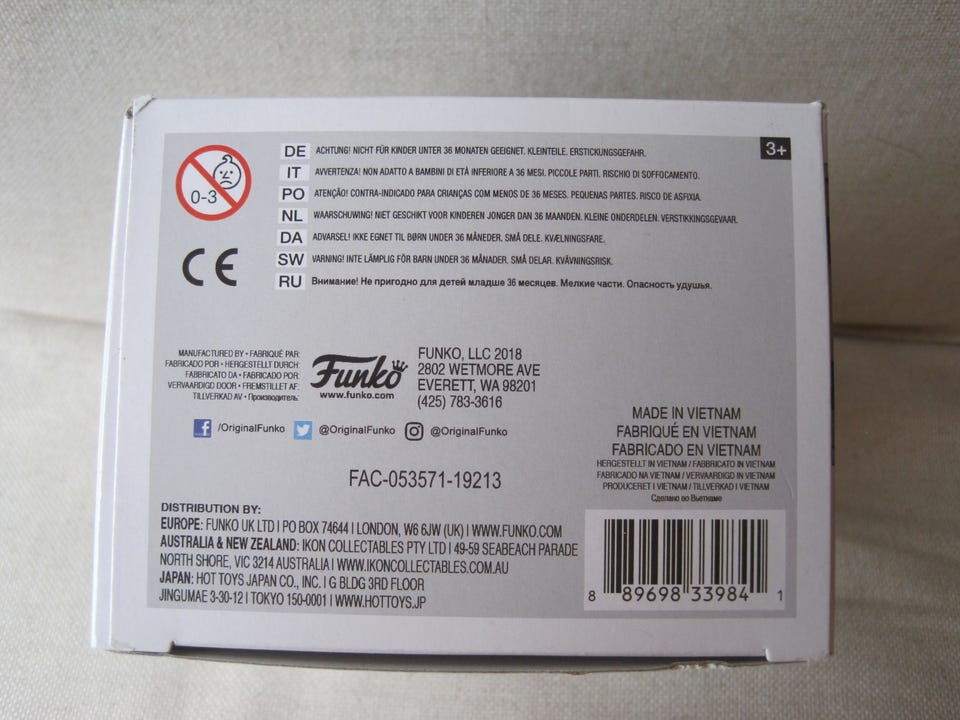 0-3
CE
3+
DE ACHTUNG! NICHT FÜR KINDER UNTER 36 MONATEN GEEIGNET. KLEINTEILE. ERSTICKUNGSGEFAHR.
IT AVVERTENZA! NON ADATTO A BAMBINI DI ETÀ INFERIORE A 36 MESI. PICCOLE PARTI. RISCHIO DI SOFFOCAMENTO.
PO ATENÇÃO! CONTRA-INDICADO PARA CRIANÇAS COM MENOS DE 36 MESES. PEQUENAS PARTES. RISCO DE ASFIXIA.
NL WAARSCHUWING! NIET GESCHIKT VOOR KINDEREN JONGER DAN 36 MAANDEN. KLEINE ONDERDELEN. VERSTIKKINGSGEVAAR.
DA ADVARSEL! IKKE EGNET TIL BØRN UNDER 36 MÅNEDER. SMÅ DELE. KVÆLNINGSFARE.
SW VARNING! INTE LÄMPLIG FÖR BARN UNDER 36 MÅNADER. SMÅ DELAR. KVÄVNINGSRISK.
RU Внимание! Не пригодно для детей младше 36 месяцев. Мелкие части. Опасность удушья.
MANUFACTURED BY • FABRIQUÉ PAR:
FABRICADO POR • HERGESTELLT DURCH:
FABBRICATO DA • FABRICADO POR:
VERVAARDIGD DOOR • FREMSTILLET AF:
TILLVERKAD AV • Производитель:
Funko
www.funko.com
FUNKO, LLC 2018
2802 WETMORE AVE
EVERETT, WA 98201
(425) 783-3616
/OriginalFunko @OriginalFunko @OriginalFunko
FAC-053571-19213
MADE IN VIETNAM
FABRIQUÉ EN VIETNAM
FABRICADO EN VIETNAM
HERGESTELLT IN VIETNAM / FABBRICATO IN VIETNAM
FABRICADO NA VIETNAM / VERVAARDIGD IN VIETNAM
PRODUCERET I VIETNAM / TILLVERKAD I VIETNAM
Сделано во Вьетнаме
DISTRIBUTION BY:
EUROPE: FUNKO UK LTD | PO BOX 74644 | LONDON, W6 6JW (UK) | WWW.FUNKO.COM
AUSTRALIA & NEW ZEALAND: IKON COLLECTABLES PTY LTD | 49-59 SEABEACH PARADE
NORTH SHORE, VIC 3214 AUSTRALIA | WWW.IKONCOLLECTABLES.COM.AU
JAPAN: HOT TOYS JAPAN CO., INC. | G BLDG 3RD FLOOR
JINGUMAE 3-30-12 | TOKYO 150-0001 | WWW.HOTTOYS.JP
8 89698 33984 1